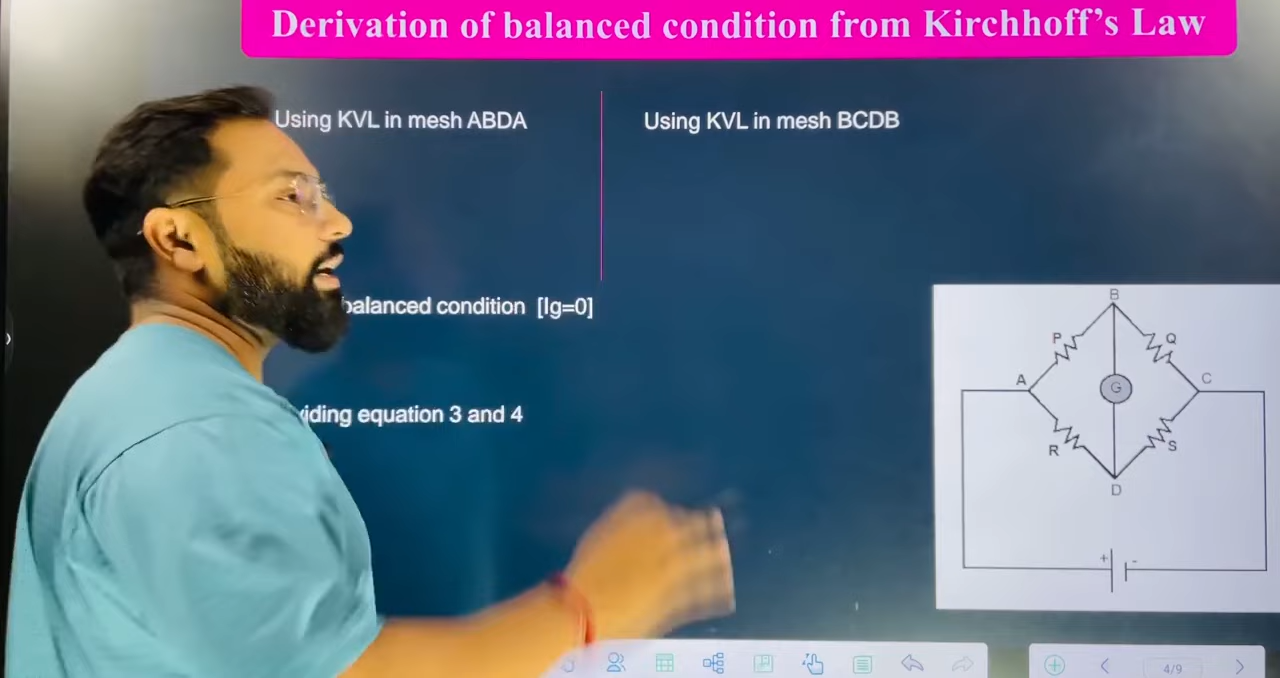 Derivation of balanced condition from Kirchhoff's Law
Using KVL in mesh ABDA
Using KVL in mesh BCDB
balanced condition [Ig=0]
equation 3 and 4
B
P
Q
A
G
C
R
S
D
+
-
4/9